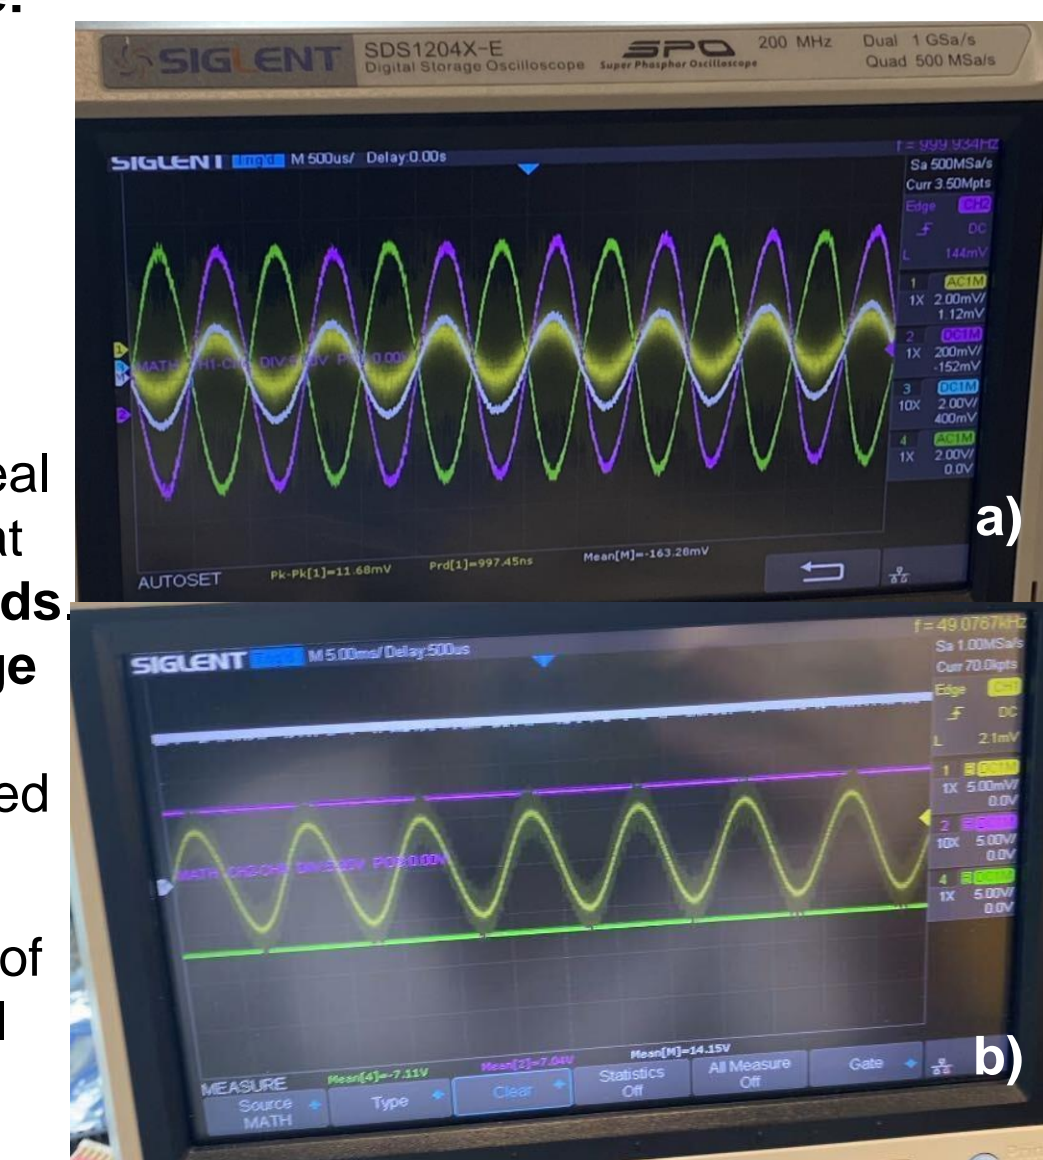 e.
SIGLENT SDS1204X-E
Digital Storage Oscilloscope
SPO
Super Phosphor Oscilloscope
200 MHz
Dual 1 GSa/s
Quad 500 MSa/s
SIGLENT Trig'd M 500us/ Delay:0.00s
f = 999.934Hz
Sa 500MSa/s
Curr 3.50Mpts
Edge CH2
DC
L 144mV
1 AC1M
1X 2.00mV/
1.12mV
2 DC1M
1X 200mV/
-152mV
3 DC1M
10X 2.00V/
400mV
4 AC1M
1X 2.00V/
0.0V
MATH
AUTOSET
Pk-Pk[1]=11.68mV
Prd[1]=997.45ns
Mean[M]=-163.28mV
a)
eal
at
ds.
ge
ed
of
SIGLENT M 5.00ms/ Delay:500us
f = 49.0767kHz
Sa 1.00MSa/s
Curr 70.0kpts
Edge CH1
DC
L 2.1mV
1 B DC1M
1X 5.00mV/
0.0V
2 B DC1M
10X 5.00V/
0.0V
4 B DC1M
1X 5.00V/
0.0V
MATH
MEASURE
Mean[4]=-7.11V
Mean[2]=7.04V
Mean[M]=14.15V
Source
MATH
Type
Clear
Statistics
Off
All Measure
Off
Gate
b)